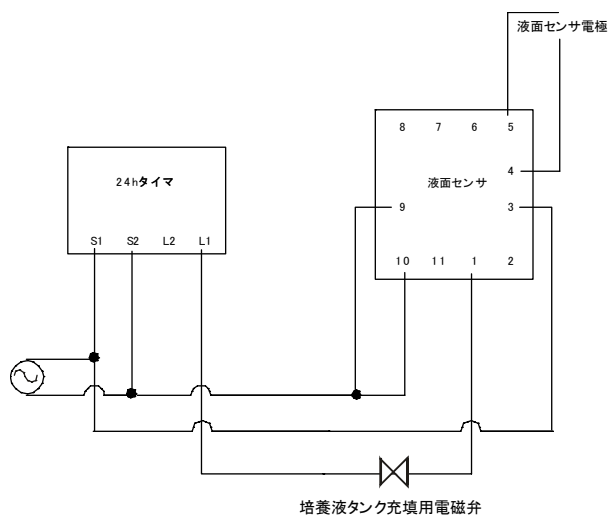 液面センサ電極
8 7 6 5
24hタイマ
液面センサ
4
9 3
S1 S2 L2 L1
10 11 1 2
培養液タンク充填用電磁弁